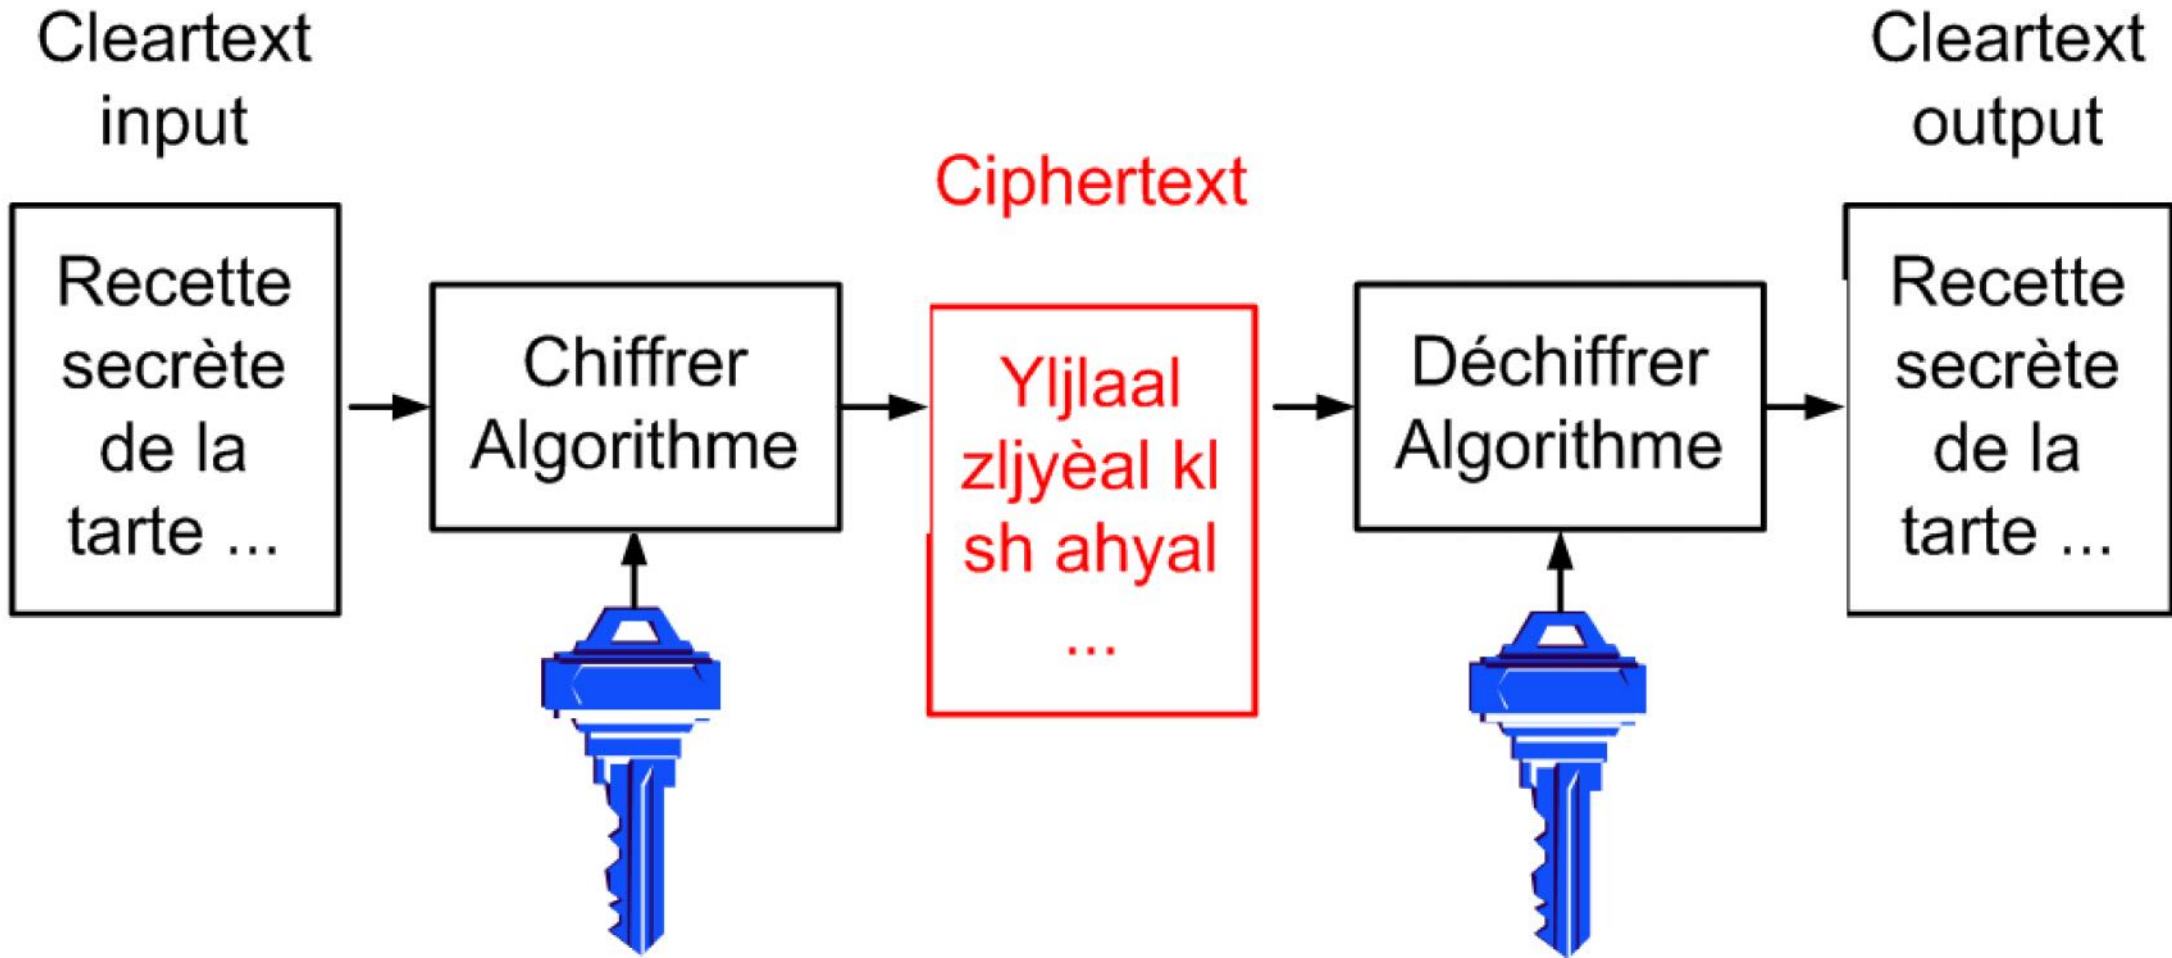 Cleartext
input
Recette
secrète
de la
tarte ...
Chiffrer
Algorithme
Ciphertext
Yljlaal
zljyèal kl
sh ahyal
...
Déchiffrer
Algorithme
Cleartext
output
Recette
secrète
de la
tarte ...